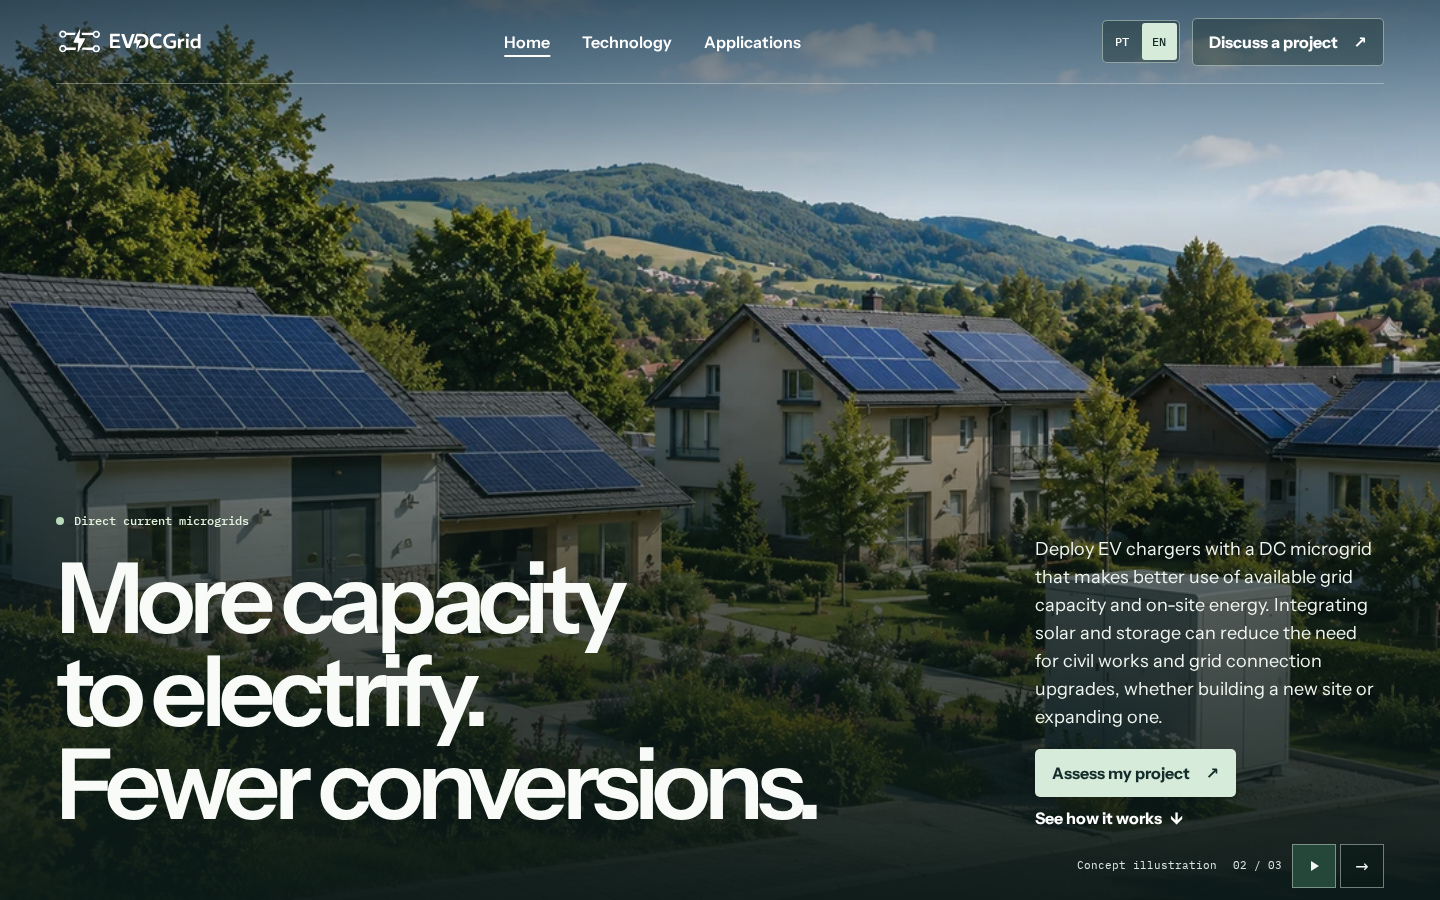 EVDCGrid
Home
Technology
Applications
PT
EN
Discuss a project ↗
Direct current microgrids
More capacity
to electrify.
Fewer conversions.
Deploy EV chargers with a DC microgrid
that makes better use of available grid
capacity and on-site energy. Integrating
solar and storage can reduce the need
for civil works and grid connection
upgrades, whether building a new site or
expanding one.
Assess my project ↗
See how it works ↓
Concept illustration
02 / 03
→